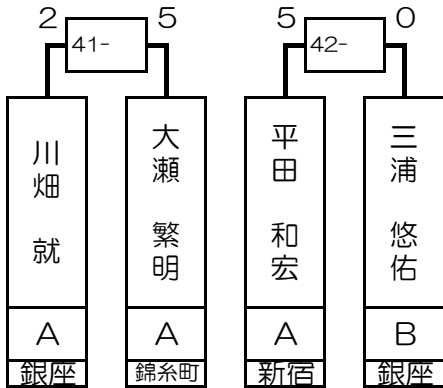 2 5 5 0
41- 42-
川畑 就
大瀬 繁明
平田 和宏
三浦 悠佑
A A A B
銀座 錦糸町 新宿 銀座